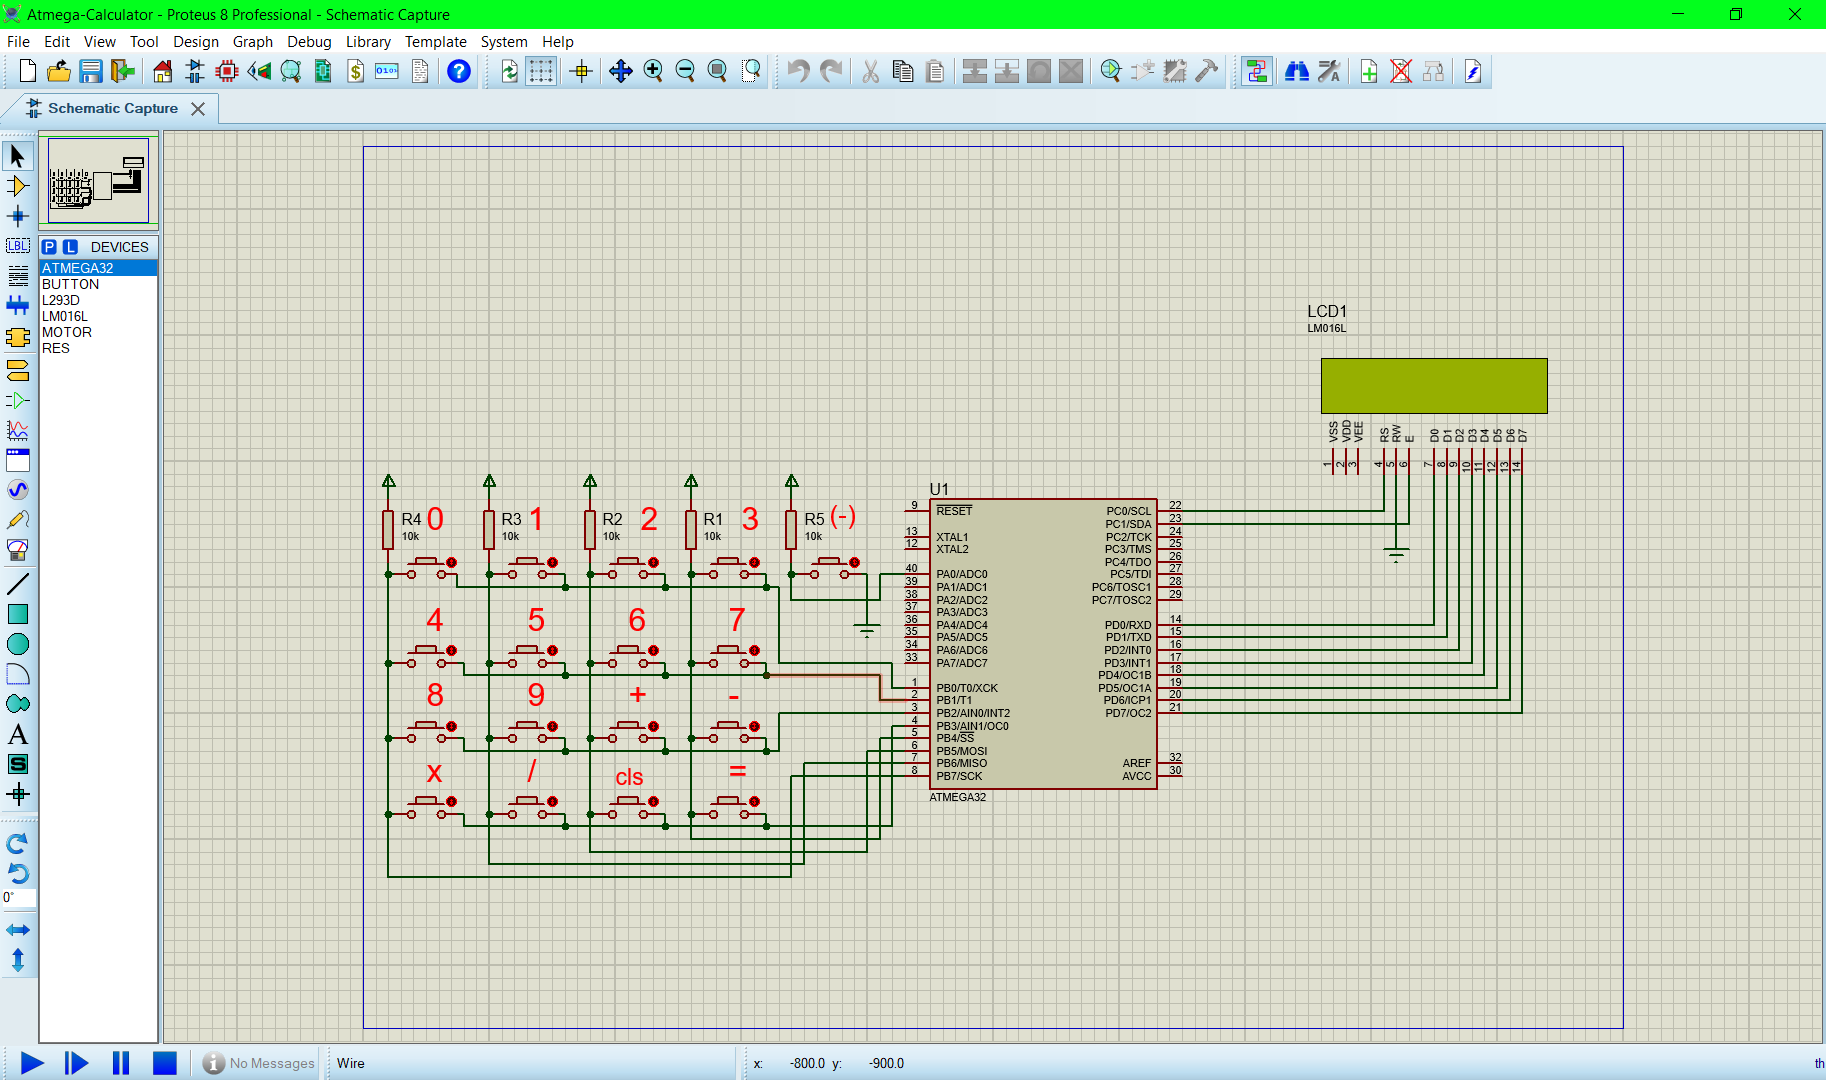 Atmega-Calculator - Proteus 8 Professional - Schematic Capture
File Edit View Tool Design Graph Debug Library Template System Help
Schematic Capture
P L DEVICES
ATMEGA32
BUTTON
L293D
LM016L
MOTOR
RES
LBL
A
S
0°
LCD1
LM016L
VSS VDD VEE RS RW E D0 D1 D2 D3 D4 D5 D6 D7
1 2 3 4 5 6 7 8 9 10 11 12 13 14
R4 0 R3 1 R2 2 R1 3 R5 (-)
10k 10k 10k 10k 10k
4 5 6 7
8 9 + -
x / cls =
U1
9 RESET
13 XTAL1
12 XTAL2
40 PA0/ADC0
39 PA1/ADC1
38 PA2/ADC2
37 PA3/ADC3
36 PA4/ADC4
35 PA5/ADC5
34 PA6/ADC6
33 PA7/ADC7
1 PB0/T0/XCK
2 PB1/T1
3 PB2/AIN0/INT2
4 PB3/AIN1/OC0
5 PB4/SS
6 PB5/MOSI
7 PB6/MISO
8 PB7/SCK
PC0/SCL 22
PC1/SDA 23
PC2/TCK 24
PC3/TMS 25
PC4/TDO 26
PC5/TDI 27
PC6/TOSC1 28
PC7/TOSC2 29
PD0/RXD 14
PD1/TXD 15
PD2/INT0 16
PD3/INT1 17
PD4/OC1B 18
PD5/OC1A 19
PD6/ICP1 20
PD7/OC2 21
AREF 32
AVCC 30
ATMEGA32
No Messages Wire x: -800.0 y: -900.0 th